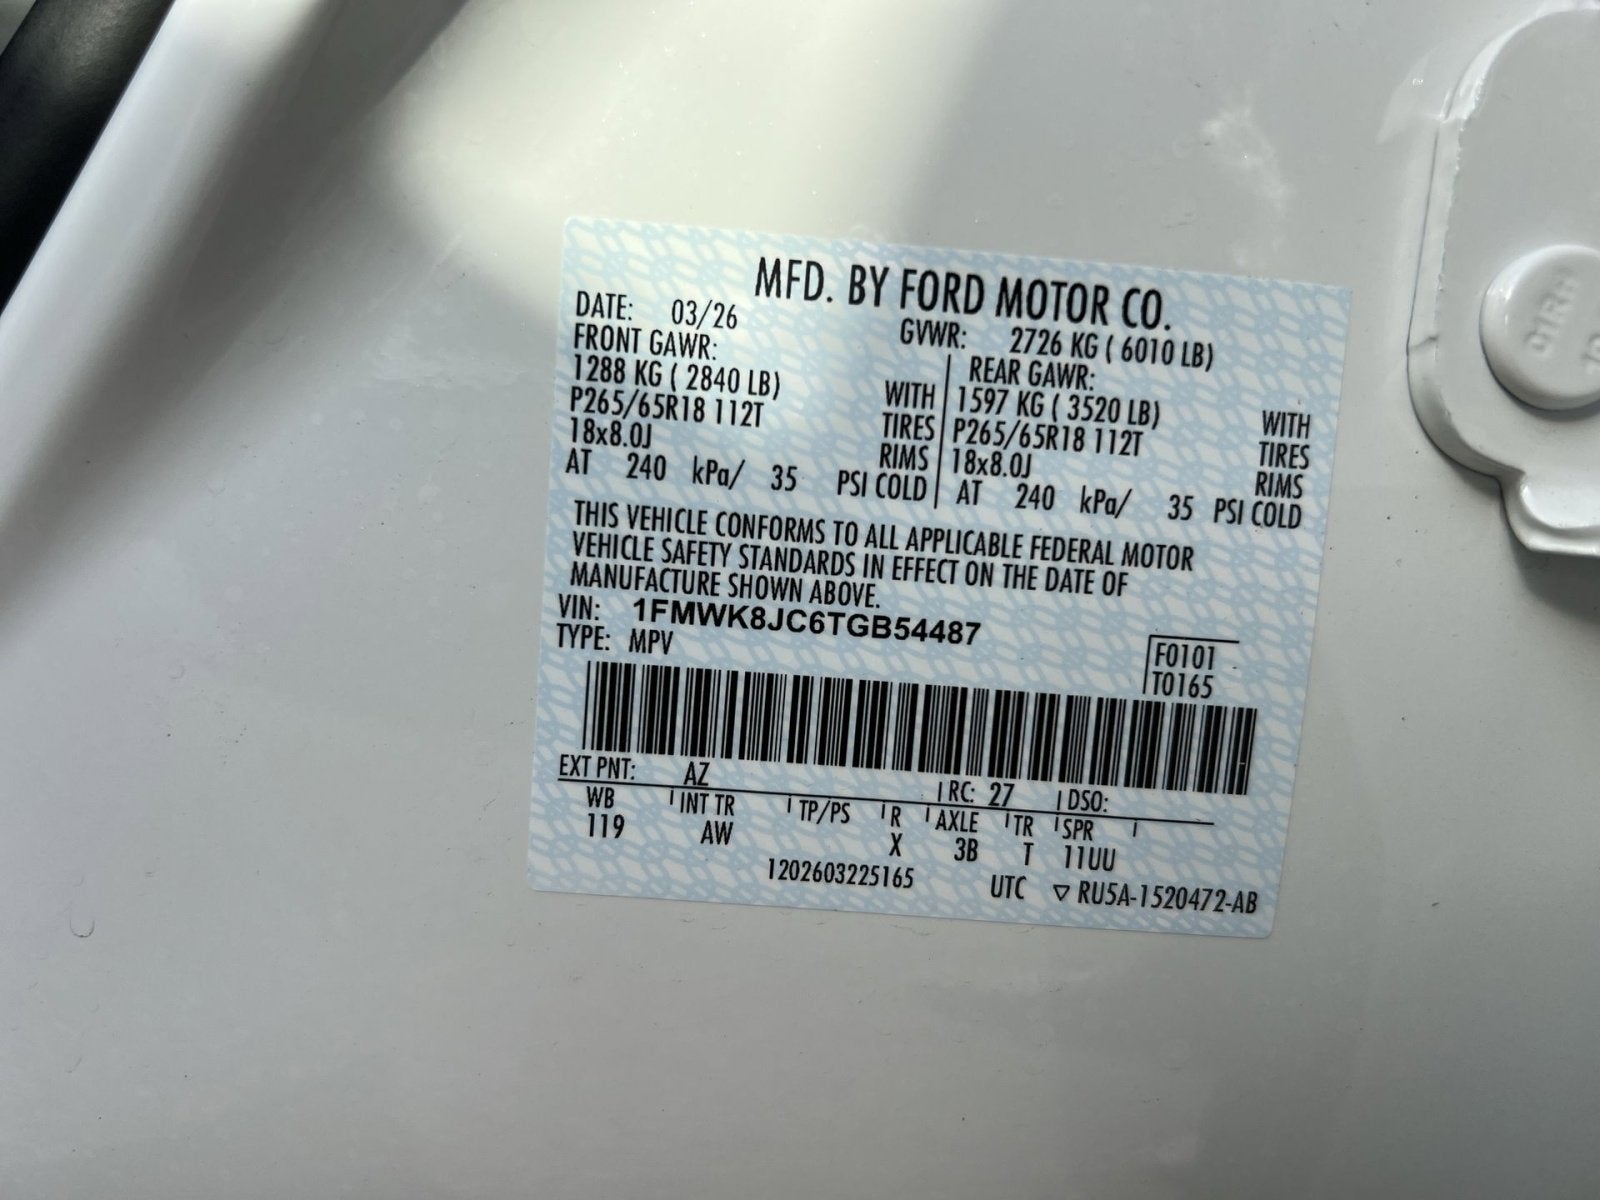 MFD. BY FORD MOTOR CO.
DATE: 03/26 GVWR: 2726 KG ( 6010 LB)
FRONT GAWR: REAR GAWR:
1288 KG ( 2840 LB) WITH 1597 KG ( 3520 LB) WITH
P265/65R18 112T TIRES P265/65R18 112T TIRES
18x8.0J RIMS 18x8.0J RIMS
AT 240 kPa/ 35 PSI COLD AT 240 kPa/ 35 PSI COLD
THIS VEHICLE CONFORMS TO ALL APPLICABLE FEDERAL MOTOR
VEHICLE SAFETY STANDARDS IN EFFECT ON THE DATE OF
MANUFACTURE SHOWN ABOVE.
VIN: 1FMWK8JC6TGB54487
TYPE: MPV
F0101
T0165
EXT PNT: AZ RC: 27 DSO:
WB INT TR TP/PS R AXLE TR SPR
119 AW X 3B T 11UU
1202603225165 UTC ▽ RU5A-1520472-AB